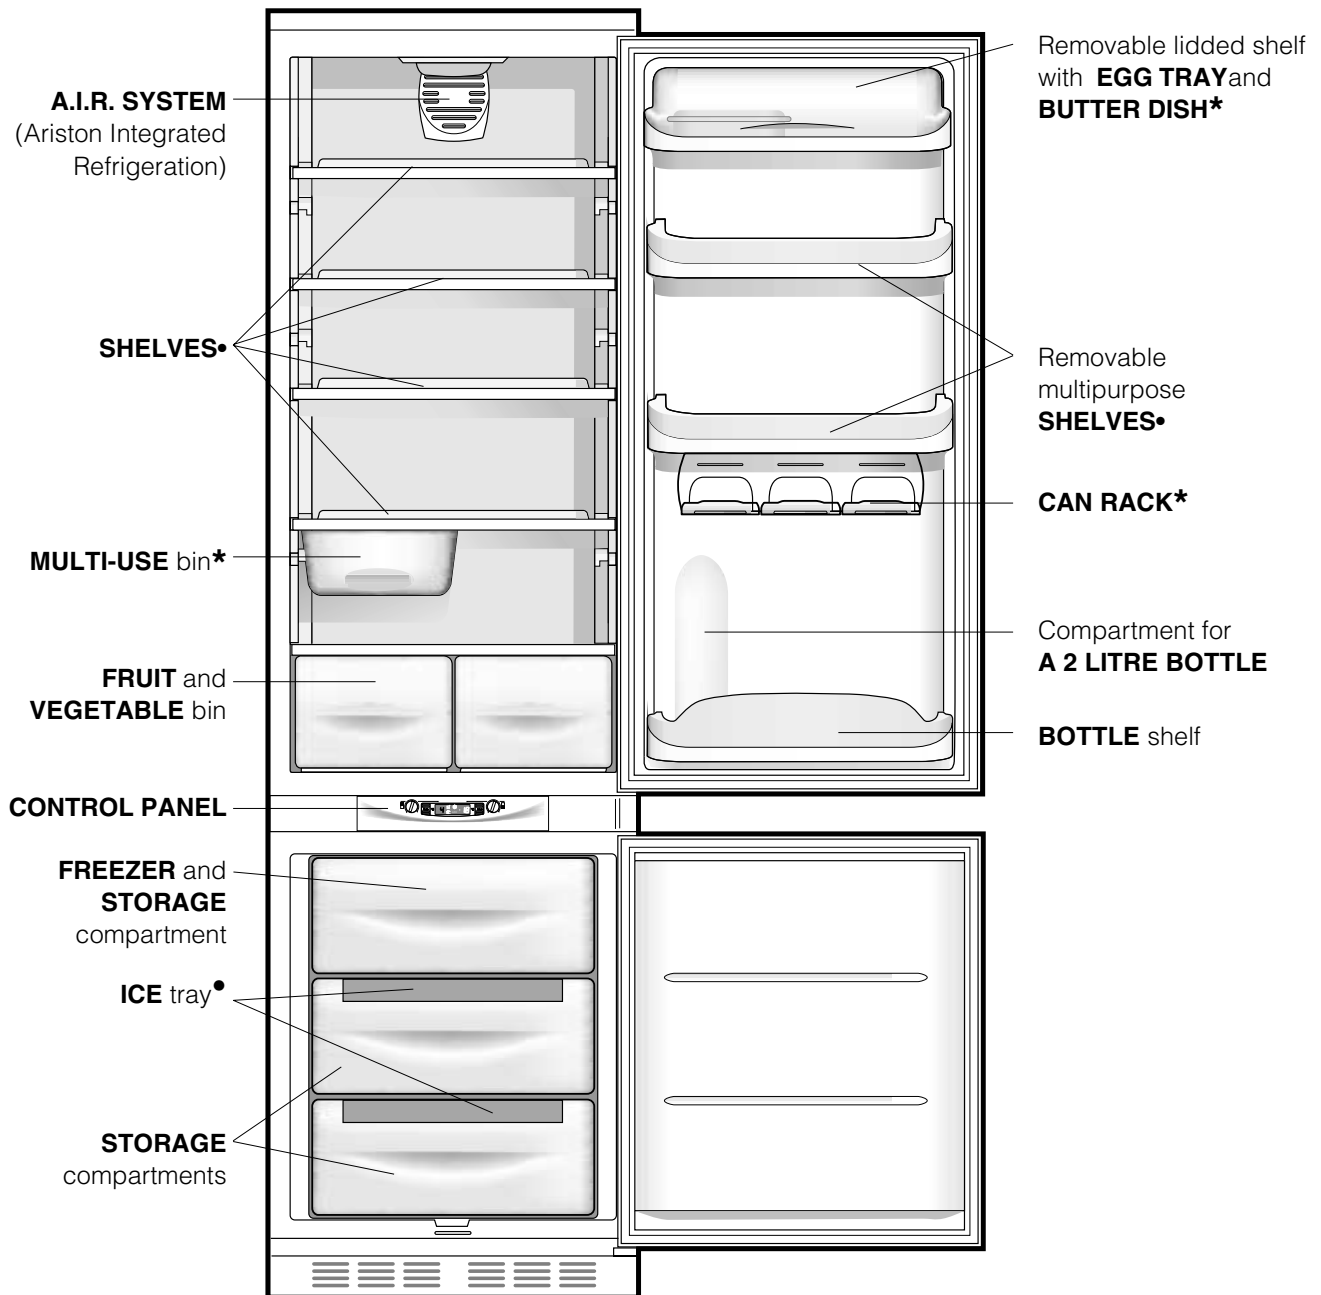 A.I.R. SYSTEM
(Ariston Integrated
Refrigeration)
SHELVES•
MULTI-USE bin*
FRUIT and
VEGETABLE bin
CONTROL PANEL
FREEZER and
STORAGE
compartment
ICE tray•
STORAGE
compartments
Removable lidded shelf
with EGG TRAYand
BUTTER DISH*
Removable
multipurpose
SHELVES•
CAN RACK*
Compartment for
A 2 LITRE BOTTLE
BOTTLE shelf